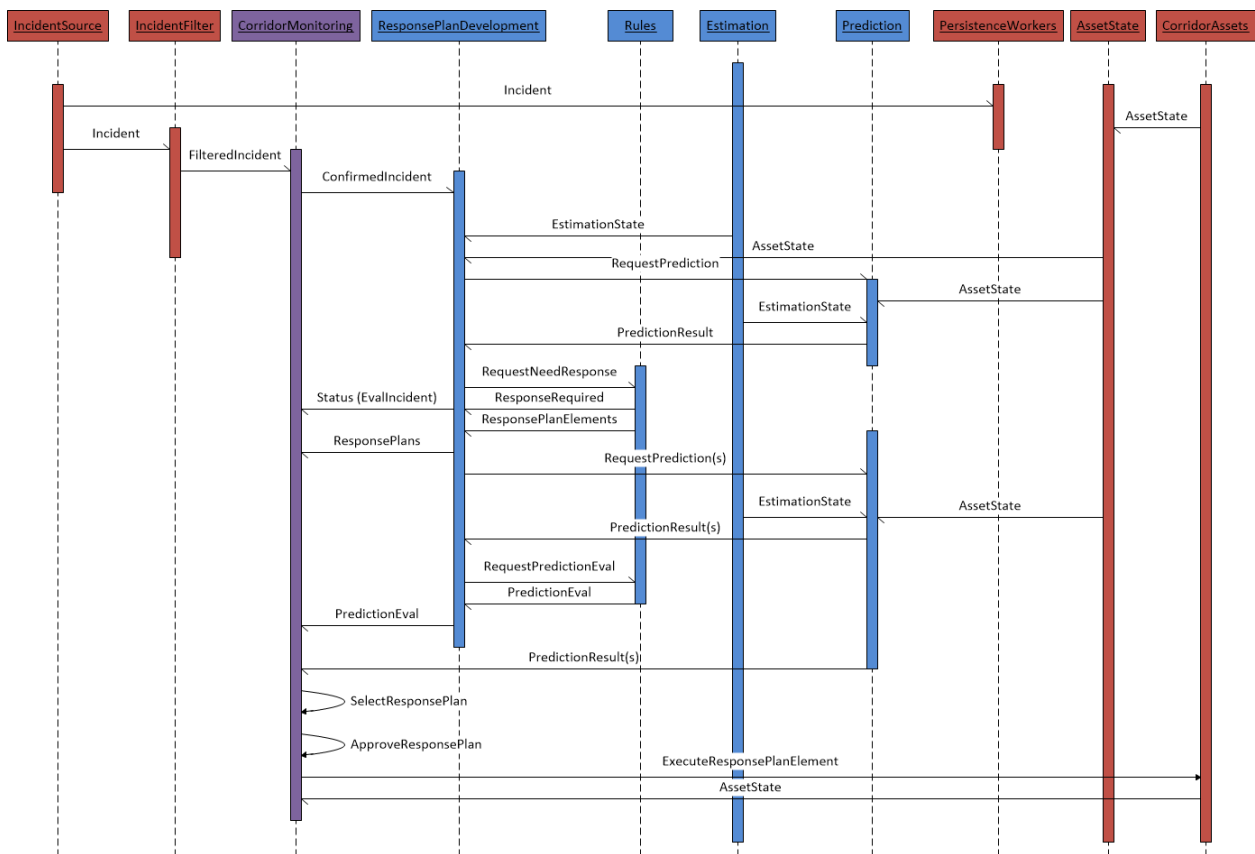 IncidentSource
IncidentFilter
CorridorMonitoring
ResponsePlanDevelopment
Rules
Estimation
Prediction
PersistenceWorkers
AssetState
CorridorAssets
Incident
AssetState
Incident
FilteredIncident
ConfirmedIncident
EstimationState
AssetState
RequestPrediction
AssetState
EstimationState
PredictionResult
RequestNeedResponse
Status (EvalIncident)
ResponseRequired
ResponsePlanElements
ResponsePlans
RequestPrediction(s)
EstimationState
AssetState
PredictionResult(s)
RequestPredictionEval
PredictionEval
PredictionEval
PredictionResult(s)
SelectResponsePlan
ApproveResponsePlan
ExecuteResponsePlanElement
AssetState